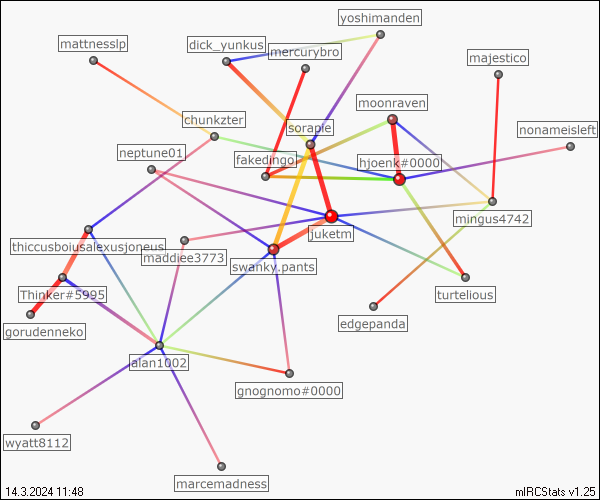 yoshimanden
mattnesslp
dick_yunkus
mercurybro
majestico
moonraven
chunkzter
sorapie
nonameisleft
neptune01
fakedingo
hjoenk#0000
mingus4742
juketm
thiccusboiusalexusjoneus
maddiee3773
swanky.pants
Thinker#5995
turtelious
gorudenneko
edgepanda
alan1002
gnognomo#0000
wyatt8112
marcemadness
14.3.2024 11:48
mIRCStats v1.25